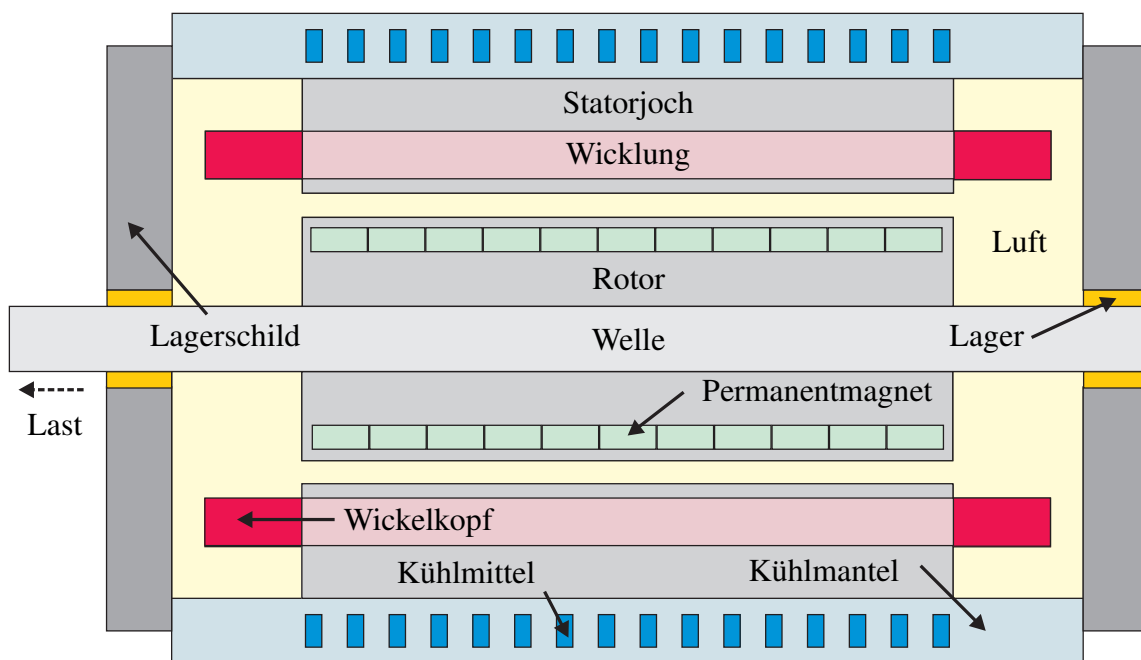 Statorjoch
Wicklung
Luft
Rotor
Lagerschild
Welle
Lager
Permanentmagnet
Last
Wickelkopf
Kühlmittel
Kühlmantel